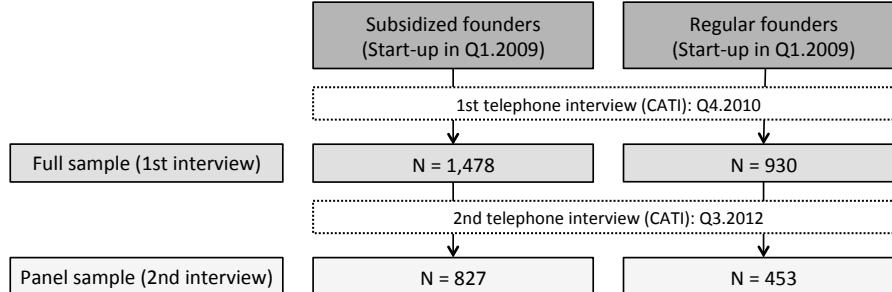 Subsidized founders
(Start-up in Q1.2009)
Regular founders
(Start-up in Q1.2009)
1st telephone interview (CATI): Q4.2010
Full sample (1st interview)
N = 1,478
N = 930
2nd telephone interview (CATI): Q3.2012
Panel sample (2nd interview)
N = 827
N = 453